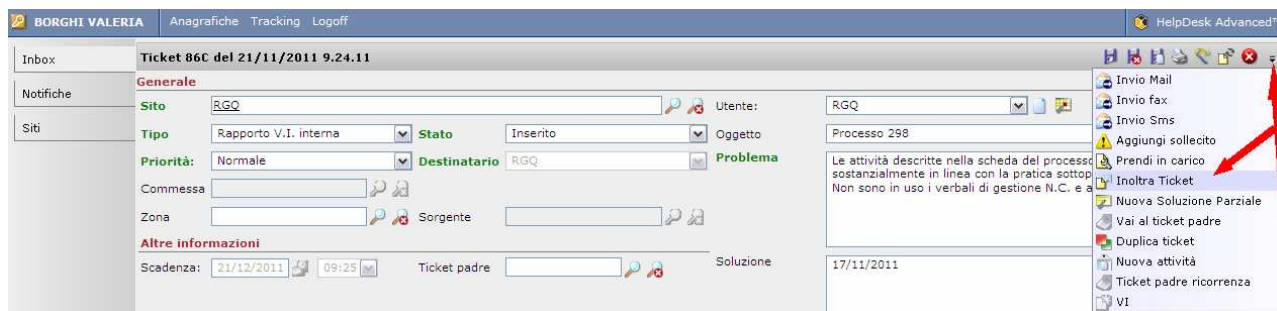 BORGHI VALERIA Anagrafiche Tracking Logoff HelpDesk Advanced
Inbox
Notifiche
Siti
Ticket 86C del 21/11/2011 9.24.11
Generale
Sito RGQ Utente: RGQ
Tipo Rapporto V.I. interna Stato Inserito Oggetto Processo 298
Priorità: Normale Destinatario RGQ Problema Le attività descritte nella scheda del processo
sostanzialmente in linea con la pratica sottop
Non sono in uso i verbali di gestione N.C. e a
Commessa
Zona Sorgente
Altre informazioni
Scadenza: 21/12/2011 09:25 Ticket padre Soluzione 17/11/2011
Invio Mail
Invio fax
Invio Sms
Aggiungi sollecito
Prendi in carico
Inoltra Ticket
Nuova Soluzione Parziale
Vai al ticket padre
Duplica ticket
Nuova attività
Ticket padre ricorrenza
VI